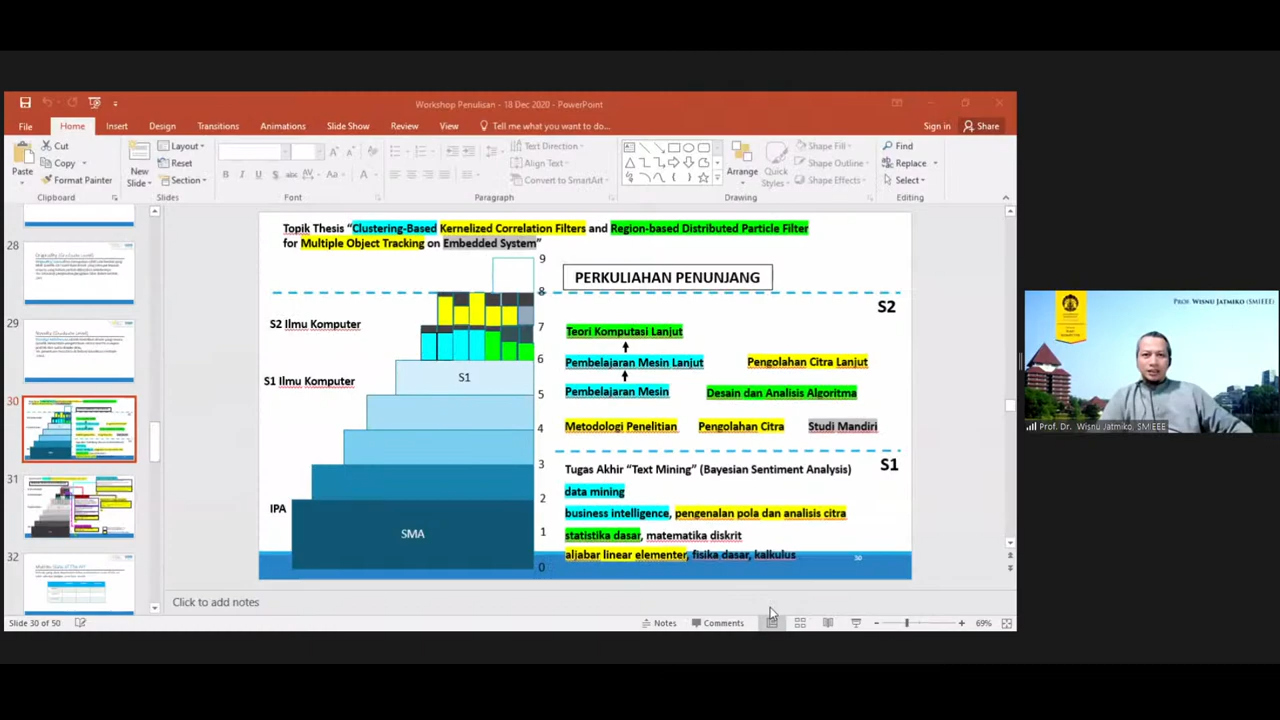 Workshop Penulisan - 18 Dec 2020 - PowerPoint
File Home Insert Design Transitions Animations Slide Show Review View Tell me what you want to do... Sign in Share
Paste
Cut
Copy
Format Painter
Clipboard
New
Slide
Layout
Reset
Section
Slides
B I U S abc AV Aa A
Font
Text Direction
Align Text
Convert to SmartArt
Paragraph
Arrange
Quick
Styles
Shape Fill
Shape Outline
Shape Effects
Drawing
Find
Replace
Select
Editing
28
29
30
31
32
Topik Thesis “Clustering-Based Kernelized Correlation Filters and Region-based Distributed Particle Filter
for Multiple Object Tracking on Embedded System”
9
8
7
6
5
4
3
2
1
0
S2 Ilmu Komputer
S1 Ilmu Komputer
S1
IPA
SMA
PERKULIAHAN PENUNJANG
S2
Teori Komputasi Lanjut
Pembelajaran Mesin Lanjut Pengolahan Citra Lanjut
Pembelajaran Mesin Desain dan Analisis Algoritma
Metodologi Penelitian Pengolahan Citra Studi Mandiri
S1
Tugas Akhir “Text Mining” (Bayesian Sentiment Analysis)
data mining
business intelligence, pengenalan pola dan analisis citra
statistika dasar, matematika diskrit
aljabar linear elementer, fisika dasar, kalkulus
30
Click to add notes
Slide 30 of 50 Notes Comments 69%
Prof. Wisnu Jatmiko (SMIEEE)
Prof. Dr. Wisnu Jatmiko, SMIEEE